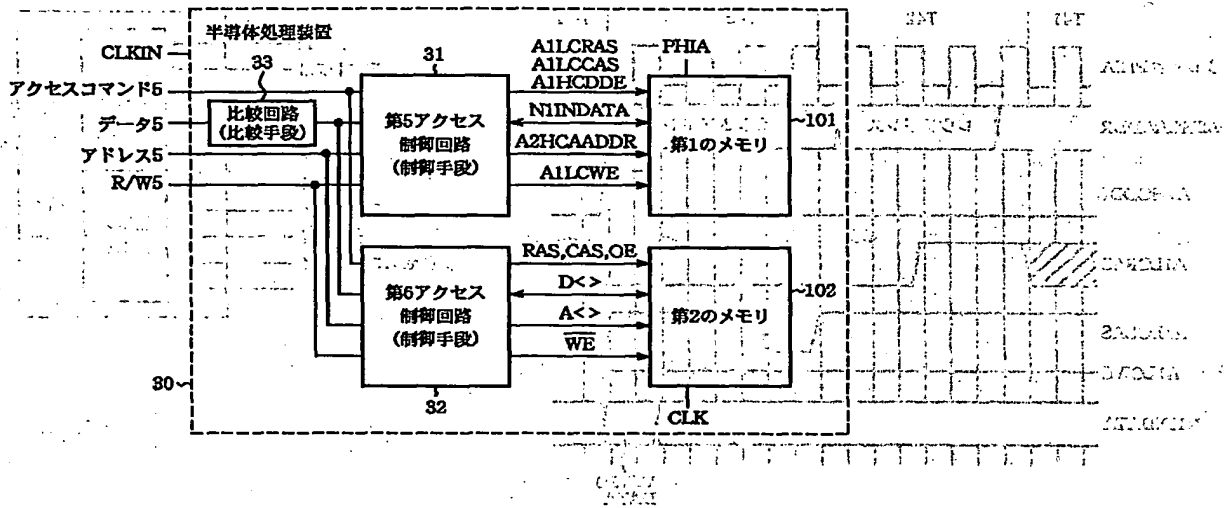 半導体処理装置
CLKIN
アクセスコマンド5
データ5
アドレス5
R/W5
33
比較回路
(比較手段)
31
第5アクセス
制御回路
(制御手段)
A1LCRAS
A1LCCAS
A1HCDDE
N1INDATA
A2HCAADDR
A1LCWE
PHIA
第1のメモリ
101
第6アクセス
制御回路
(制御手段)
32
RAS,CAS,OE
D<>
A<>
WE
第2のメモリ
102
CLK
30